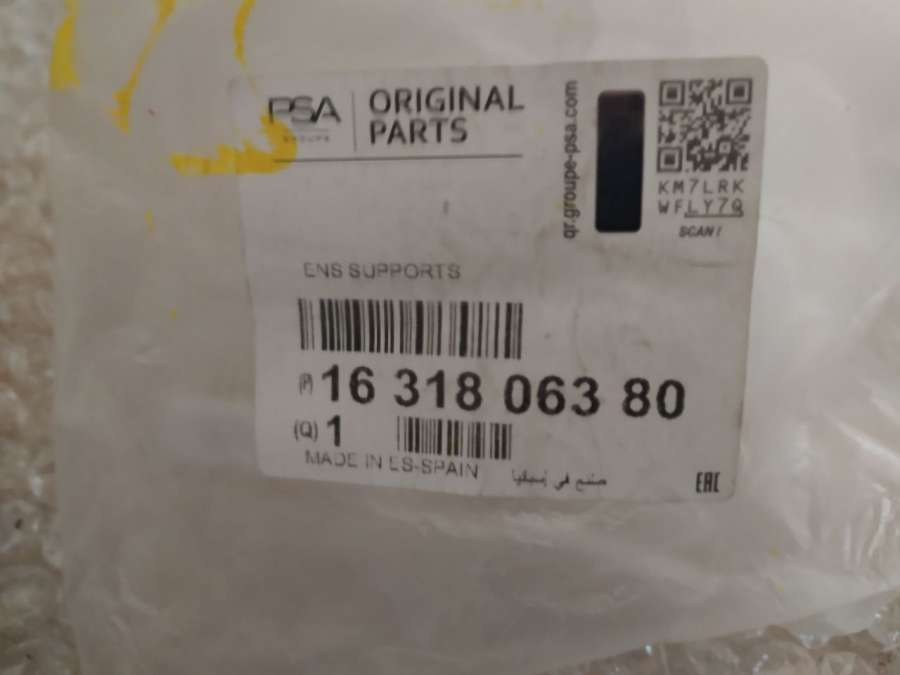 PSA
GROUPE
ORIGINAL
PARTS
qr.groupe-psa.com
KM7LRK
WFLY7Q
SCAN!
ENS SUPPORTS
(P) 16 318 063 80
(Q) 1
MADE IN ES-SPAIN
صنع في إسبانيا
EAC